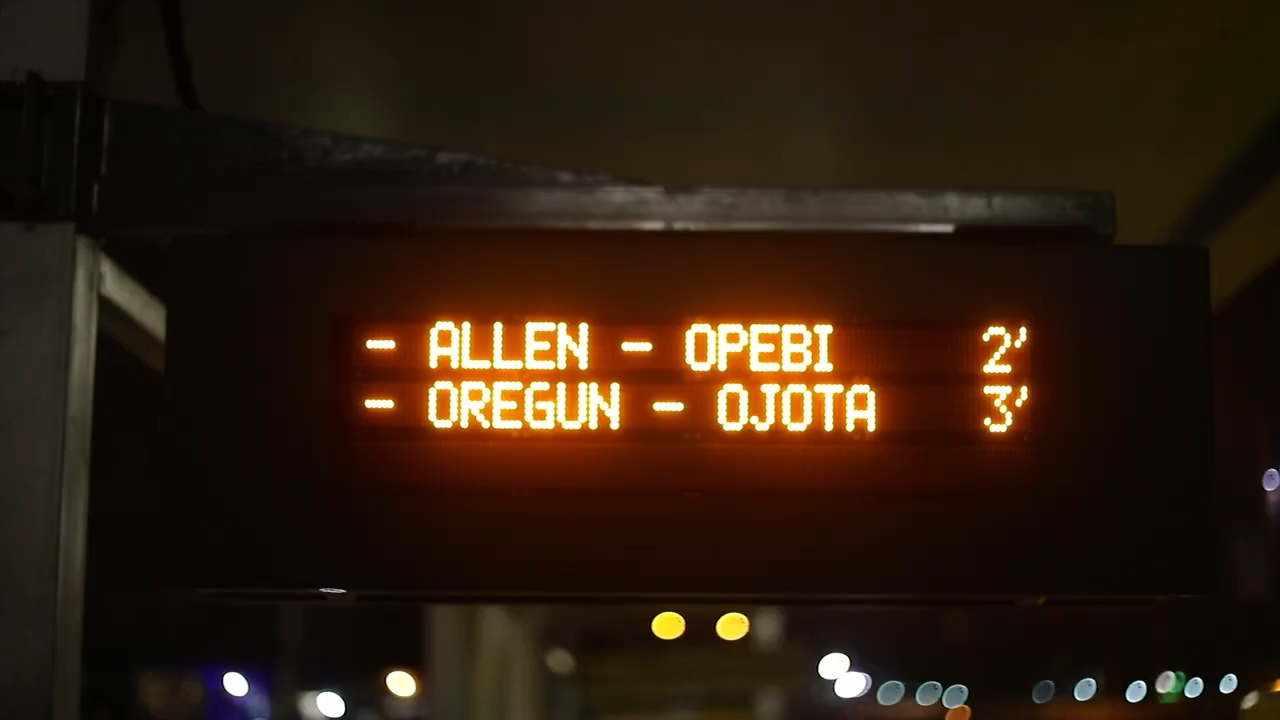 - ALLEN - OPEBI 2'
- OREGUN - OJOTA 3'